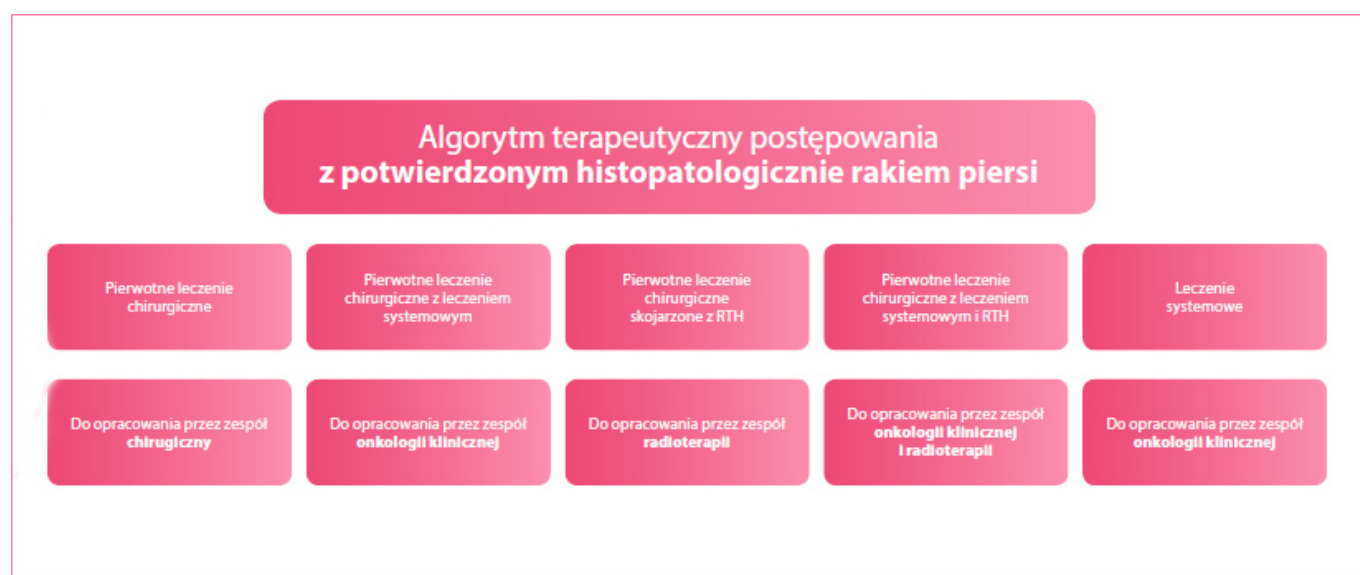 Algorytm terapeutyczny postępowania
z potwierdzonym histopatologicznie rakiem piersi
Pierwotne leczenie
chirurgiczne
Pierwotne leczenie
chirurgiczne z leczeniem
systemowym
Pierwotne leczenie
chirurgiczne
skojarzone z RTH
Pierwotne leczenie
chirurgiczne z leczeniem
systemowym i RTH
Leczenie
systemowe
Do opracowania przez zespół
chirugiczny
Do opracowania przez zespół
onkologii klinicznej
Do opracowania przez zespół
radioterapii
Do opracowania przez zespół
onkologii klinicznej
i radioterapii
Do opracowania przez zespół
onkologii klinicznej